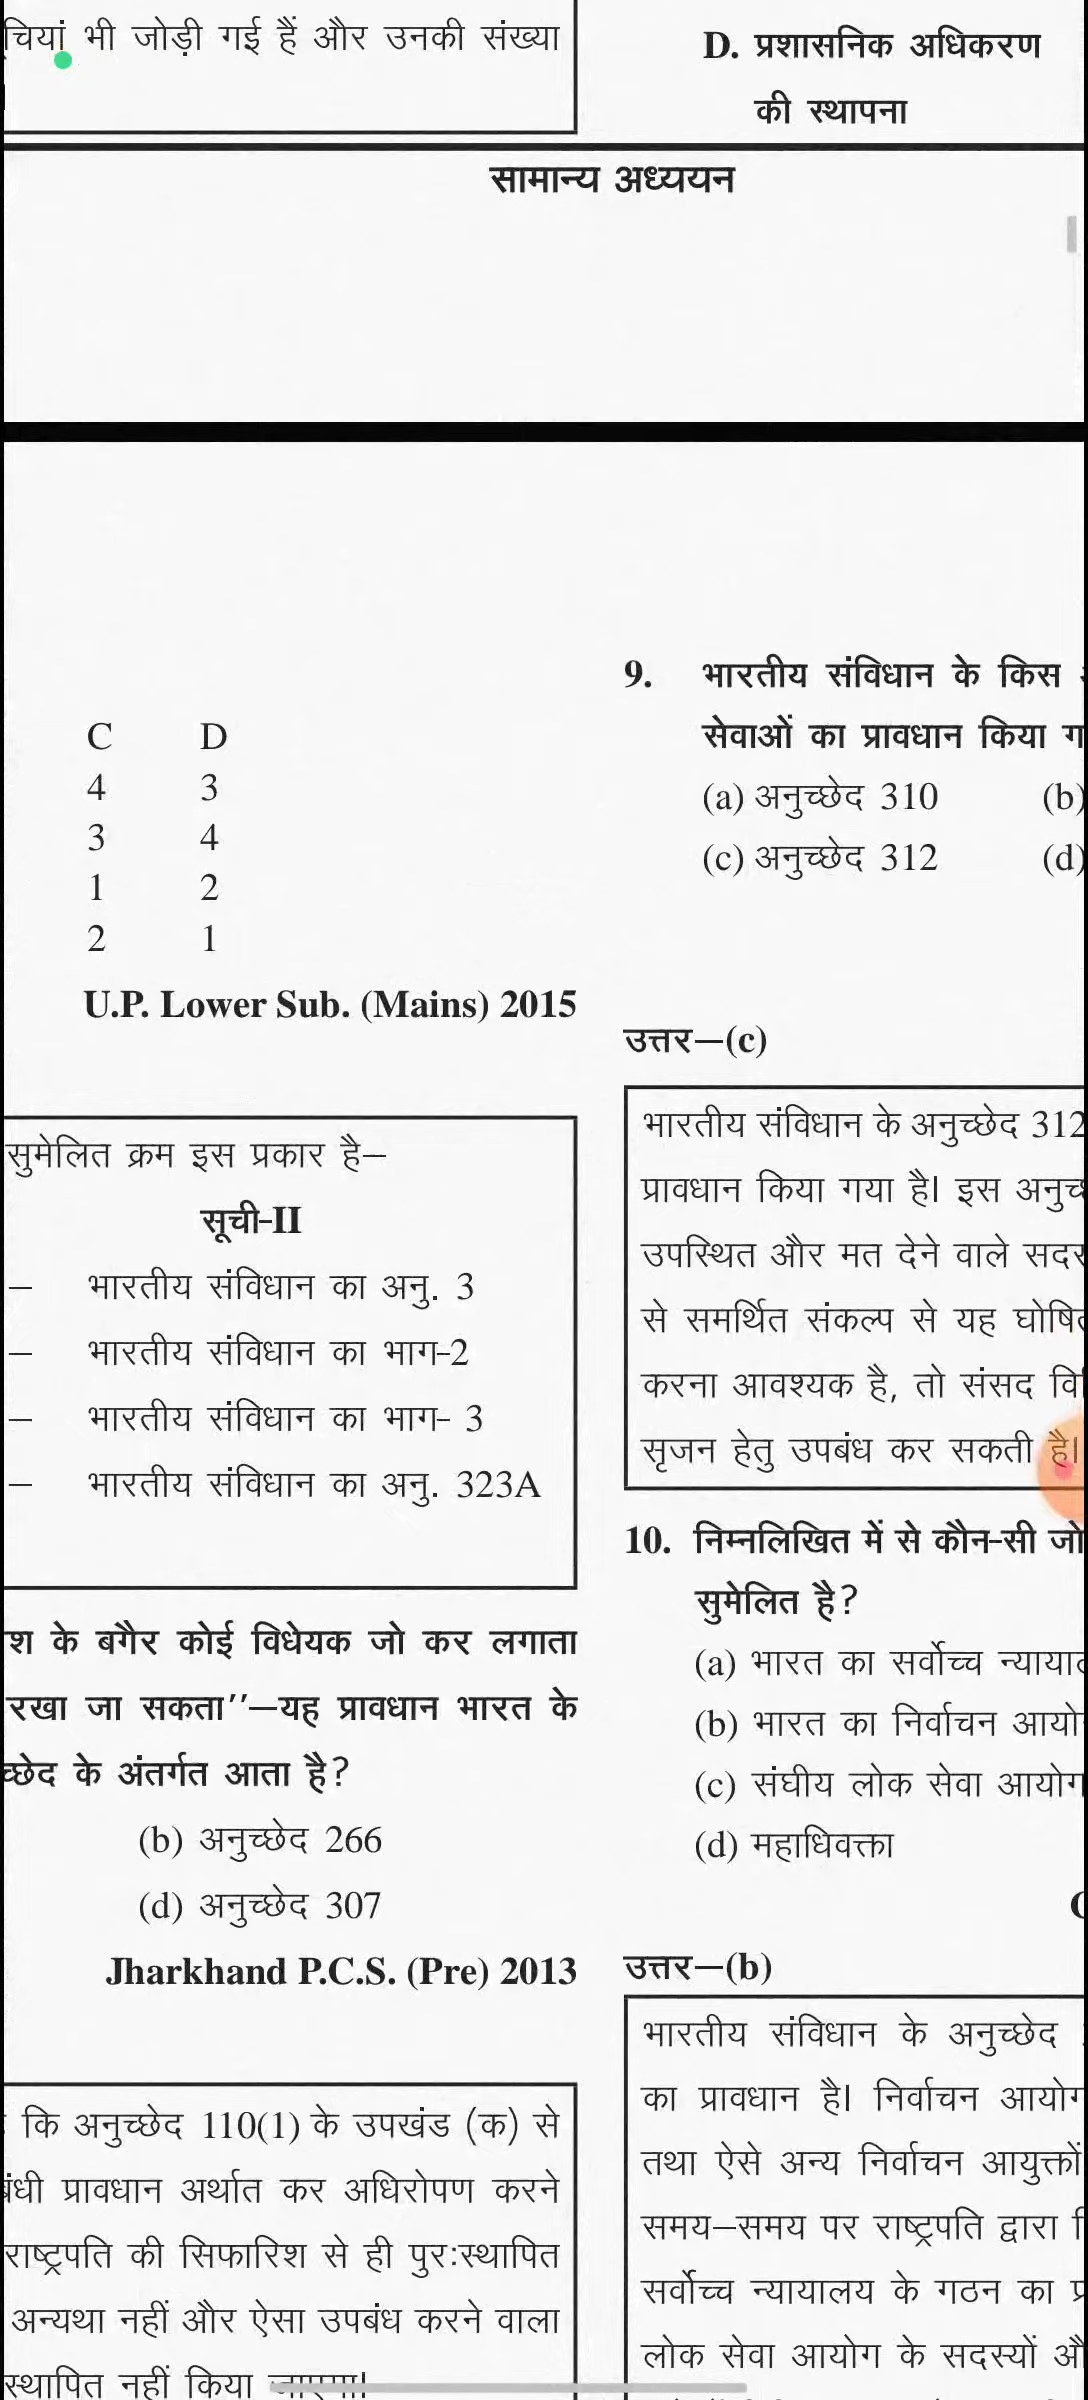 भी जोड़ी गई हैं और उनकी संख्या
D. प्रशासनिक अधिकरण
की स्थापना
सामान्य अध्ययन
C D
4 3
3 4
1 2
2 1
U.P. Lower Sub. (Mains) 2015
सुमेलित क्रम इस प्रकार है–
सूची-II
– भारतीय संविधान का अनु. 3
– भारतीय संविधान का भाग-2
– भारतीय संविधान का भाग- 3
– भारतीय संविधान का अनु. 323A
के बगैर कोई विधेयक जो कर लगाता
रखा जा सकता’’—यह प्रावधान भारत के
के अंतर्गत आता है?
(b) अनुच्छेद 266
(d) अनुच्छेद 307
Jharkhand P.C.S. (Pre) 2013
कि अनुच्छेद 110(1) के उपखंड (क) से
प्रावधान अर्थात कर अधिरोपण करने
राष्ट्रपति की सिफारिश से ही पुरःस्थापित
अन्यथा नहीं और ऐसा उपबंध करने वाला
स्थापित नहीं किया
9. भारतीय संविधान के किस
सेवाओं का प्रावधान किया
(a) अनुच्छेद 310 (b)
(c) अनुच्छेद 312 (d)
उत्तर—(c)
भारतीय संविधान के अनुच्छेद 312
प्रावधान किया गया है। इस
उपस्थित और मत देने वाले
से समर्थित संकल्प से यह
करना आवश्यक है, तो संसद
सृजन हेतु उपबंध कर सकती है।
10. निम्नलिखित में से कौन-सी
सुमेलित है?
(a) भारत का सर्वोच्च
(b) भारत का निर्वाचन
(c) संघीय लोक सेवा
(d) महाधिवक्ता
उत्तर—(b)
भारतीय संविधान के अनुच्छेद
का प्रावधान है। निर्वाचन
तथा ऐसे अन्य निर्वाचन आयुक्तों
समय–समय पर राष्ट्रपति द्वारा
सर्वोच्च न्यायालय के गठन का
लोक सेवा आयोग के सदस्यों